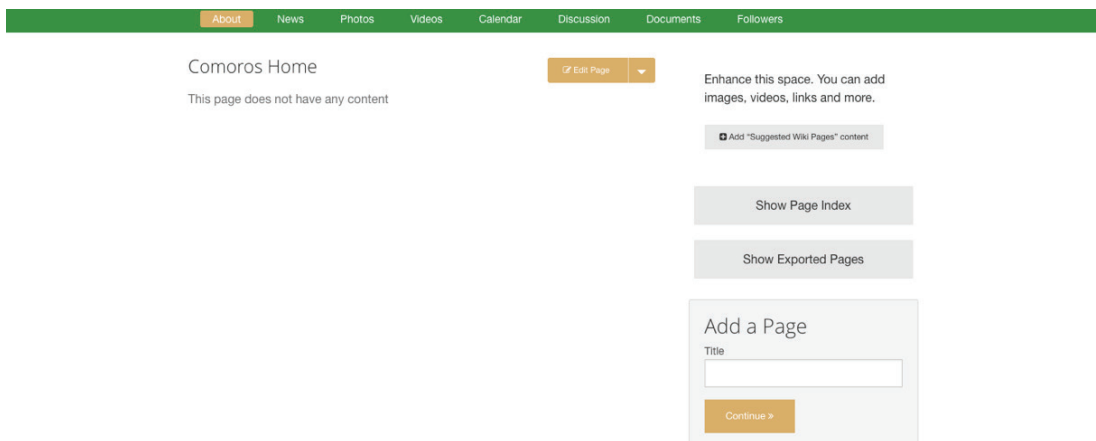 About News Photos Videos Calendar Discussion Documents Followers
Comoros Home
Edit Page
This page does not have any content
Enhance this space. You can add
images, videos, links and more.
Add "Suggested Wiki Pages" content
Show Page Index
Show Exported Pages
Add a Page
Title
Continue »